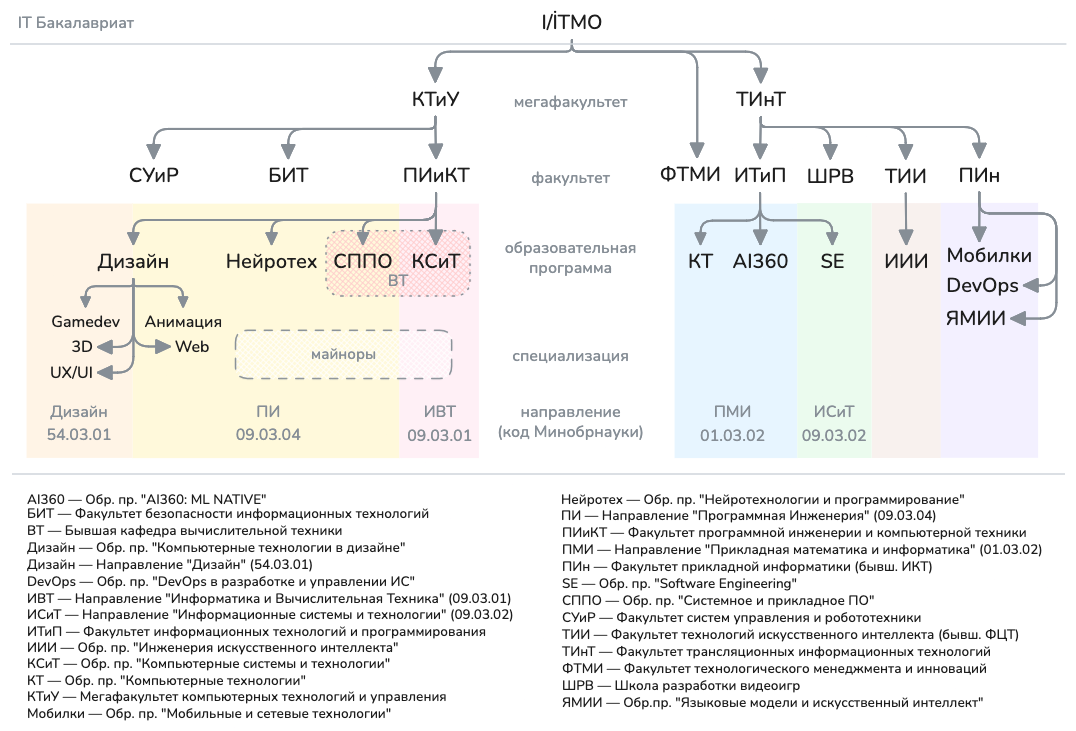 IT Бакалавриат
I/İTMO
КТиУ
мегафакультет
ТИнТ
СУиР
БИТ
ПИиКТ
факультет
ФТМИ
ИТиП
ШРВ
ТИИ
ПИн
Дизайн
Нейротех
СППО
КСиТ
ВТ
образовательная
программа
КТ
AI360
SE
ИИИ
Мобилки
DevOps
ЯМИИ
Gamedev
Анимация
3D
Web
UX/UI
майноры
специализация
Дизайн
54.03.01
ПИ
09.03.04
ИВТ
09.03.01
направление
(код Минобрнауки)
ПМИ
01.03.02
ИСиТ
09.03.02
AI360 — Обр. пр. "AI360: ML NATIVE"
БИТ — Факультет безопасности информационных технологий
ВТ — Бывшая кафедра вычислительной техники
Дизайн — Обр. пр. "Компьютерные технологии в дизайне"
Дизайн — Направление "Дизайн" (54.03.01)
DevOps — Обр. пр. "DevOps в разработке и управлении ИС"
ИВТ — Направление "Информатика и Вычислительная Техника" (09.03.01)
ИСиТ — Направление "Информационные системы и технологии" (09.03.02)
ИТиП — Факультет информационных технологий и программирования
ИИИ — Обр. пр. "Инженерия искусственного интеллекта"
КСиТ — Обр. пр. "Компьютерные системы и технологии"
КТ — Обр. пр. "Компьютерные технологии"
КТиУ — Мегафакультет компьютерных технологий и управления
Мобилки — Обр. пр. "Мобильные и сетевые технологии"
Нейротех — Обр. пр. "Нейротехнологии и программирование"
ПИ — Направление "Программная Инженерия" (09.03.04)
ПИиКТ — Факультет программной инженерии и компьютерной техники
ПМИ — Направление "Прикладная математика и информатика" (01.03.02)
ПИн — Факультет прикладной информатики (бывш. ИКТ)
SE — Обр. пр. "Software Engineering"
СППО — Обр. пр. "Системное и прикладное ПО"
СУиР — Факультет систем управления и робототехники
ТИИ — Факультет технологий искусственного интеллекта (бывш. ФЦТ)
ТИнТ — Факультет трансляционных информационных технологий
ФТМИ — Факультет технологического менеджмента и инноваций
ШРВ — Школа разработки видеоигр
ЯМИИ — Обр.пр. "Языковые модели и искусственный интеллект"